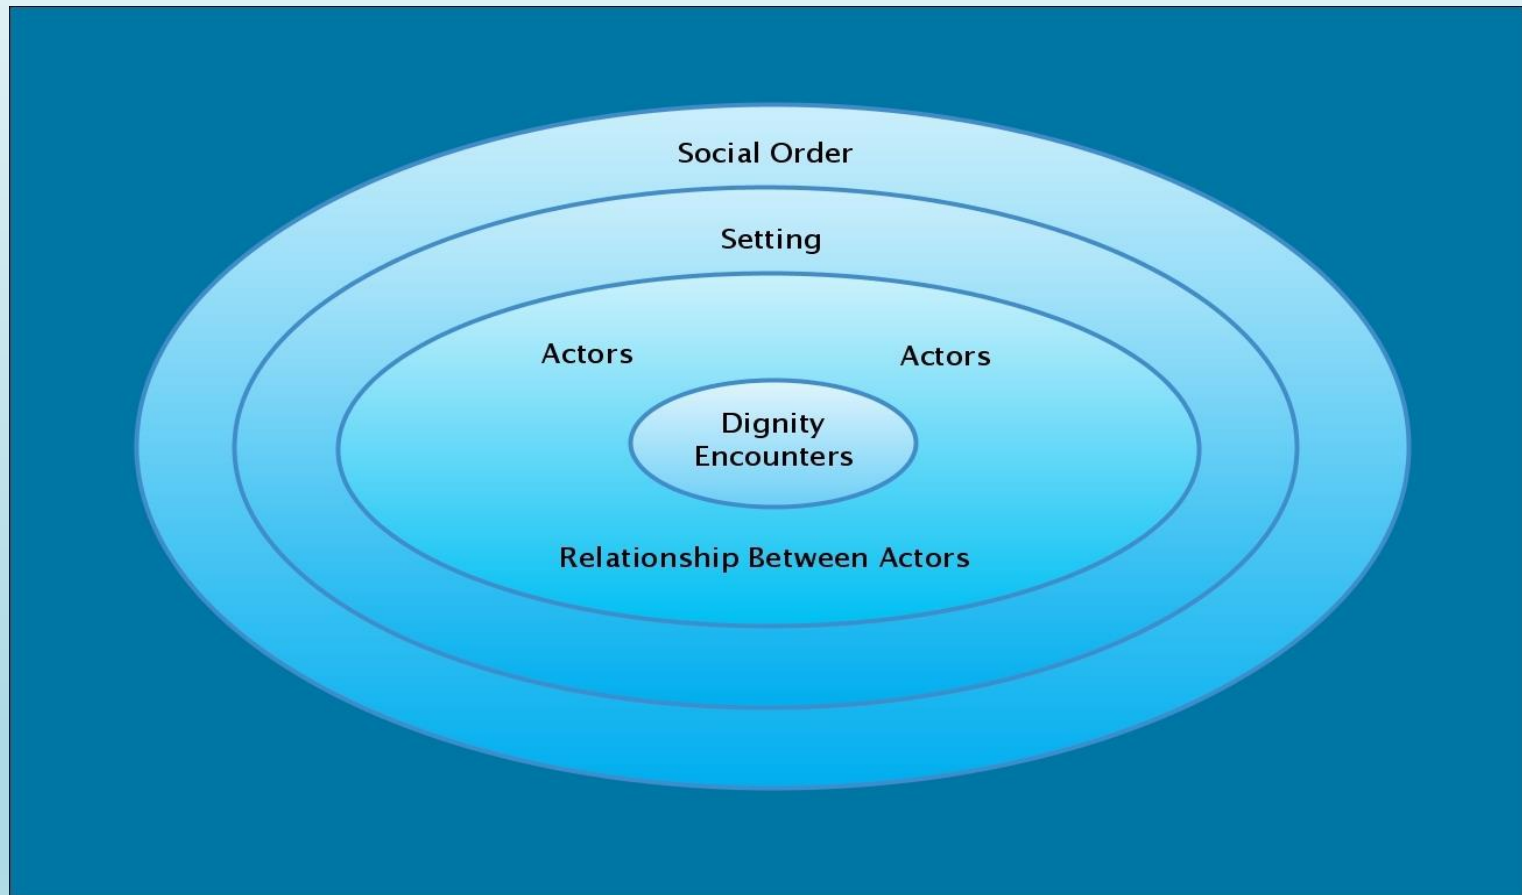 Social Order
Setting
Actors
Actors
Dignity
Encounters
Relationship Between Actors